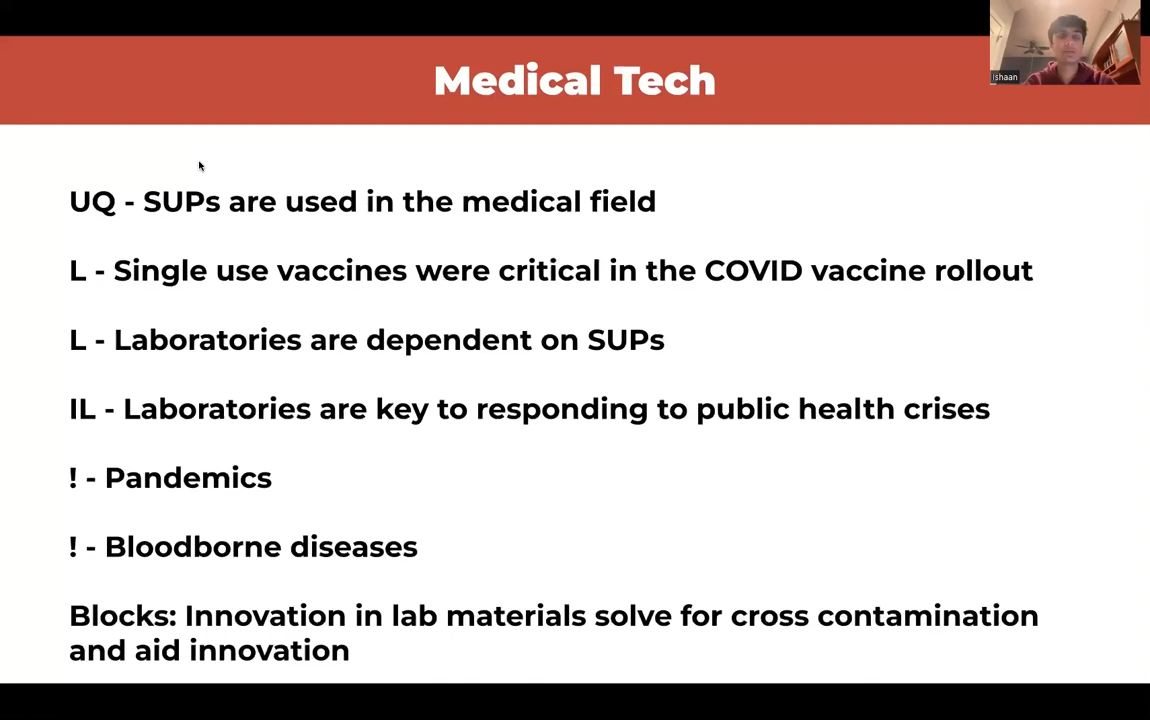 Medical Tech
ishaan
UQ - SUPs are used in the medical field
L - Single use vaccines were critical in the COVID vaccine rollout
L - Laboratories are dependent on SUPs
IL - Laboratories are key to responding to public health crises
! - Pandemics
! - Bloodborne diseases
Blocks: Innovation in lab materials solve for cross contamination
and aid innovation